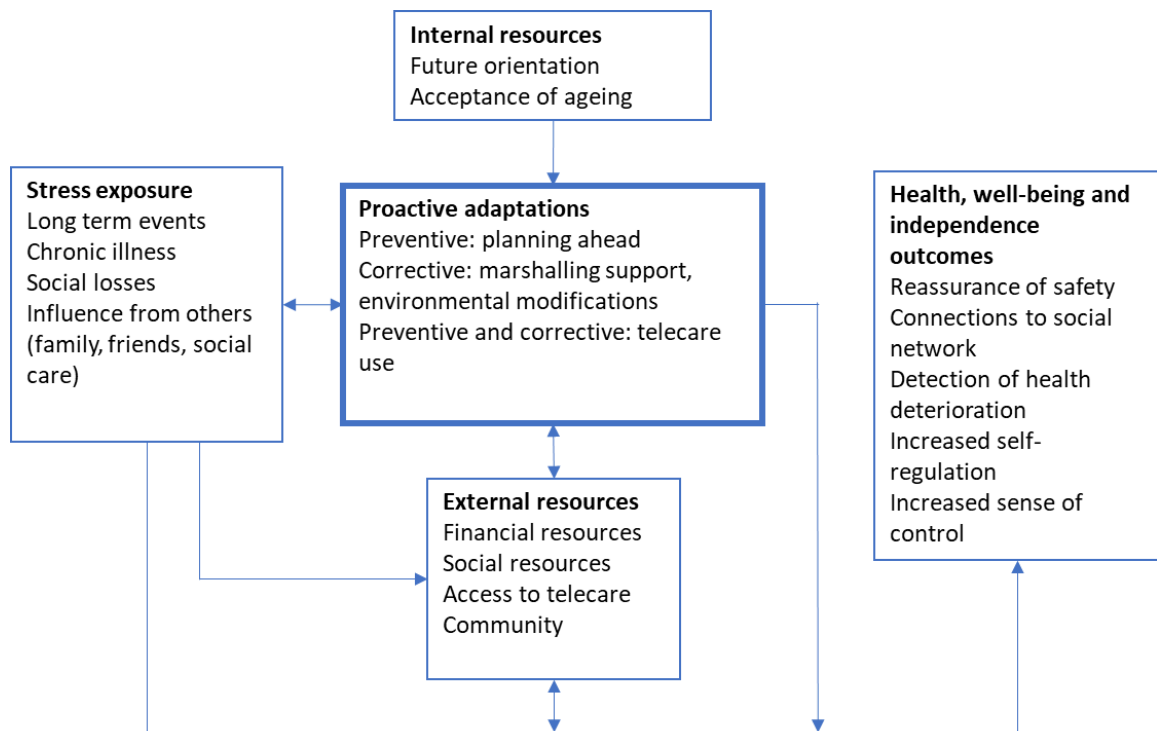 Internal resources
Future orientation
Acceptance of ageing
Stress exposure
Long term events
Chronic illness
Social losses
Influence from others
(family, friends, social
care)
Proactive adaptations
Preventive: planning ahead
Corrective: marshalling support,
environmental modifications
Preventive and corrective: telecare
use
Health, well-being and
independence
outcomes
Reassurance of safety
Connections to social
network
Detection of health
deterioration
Increased self-
regulation
Increased sense of
control
External resources
Financial resources
Social resources
Access to telecare
Community